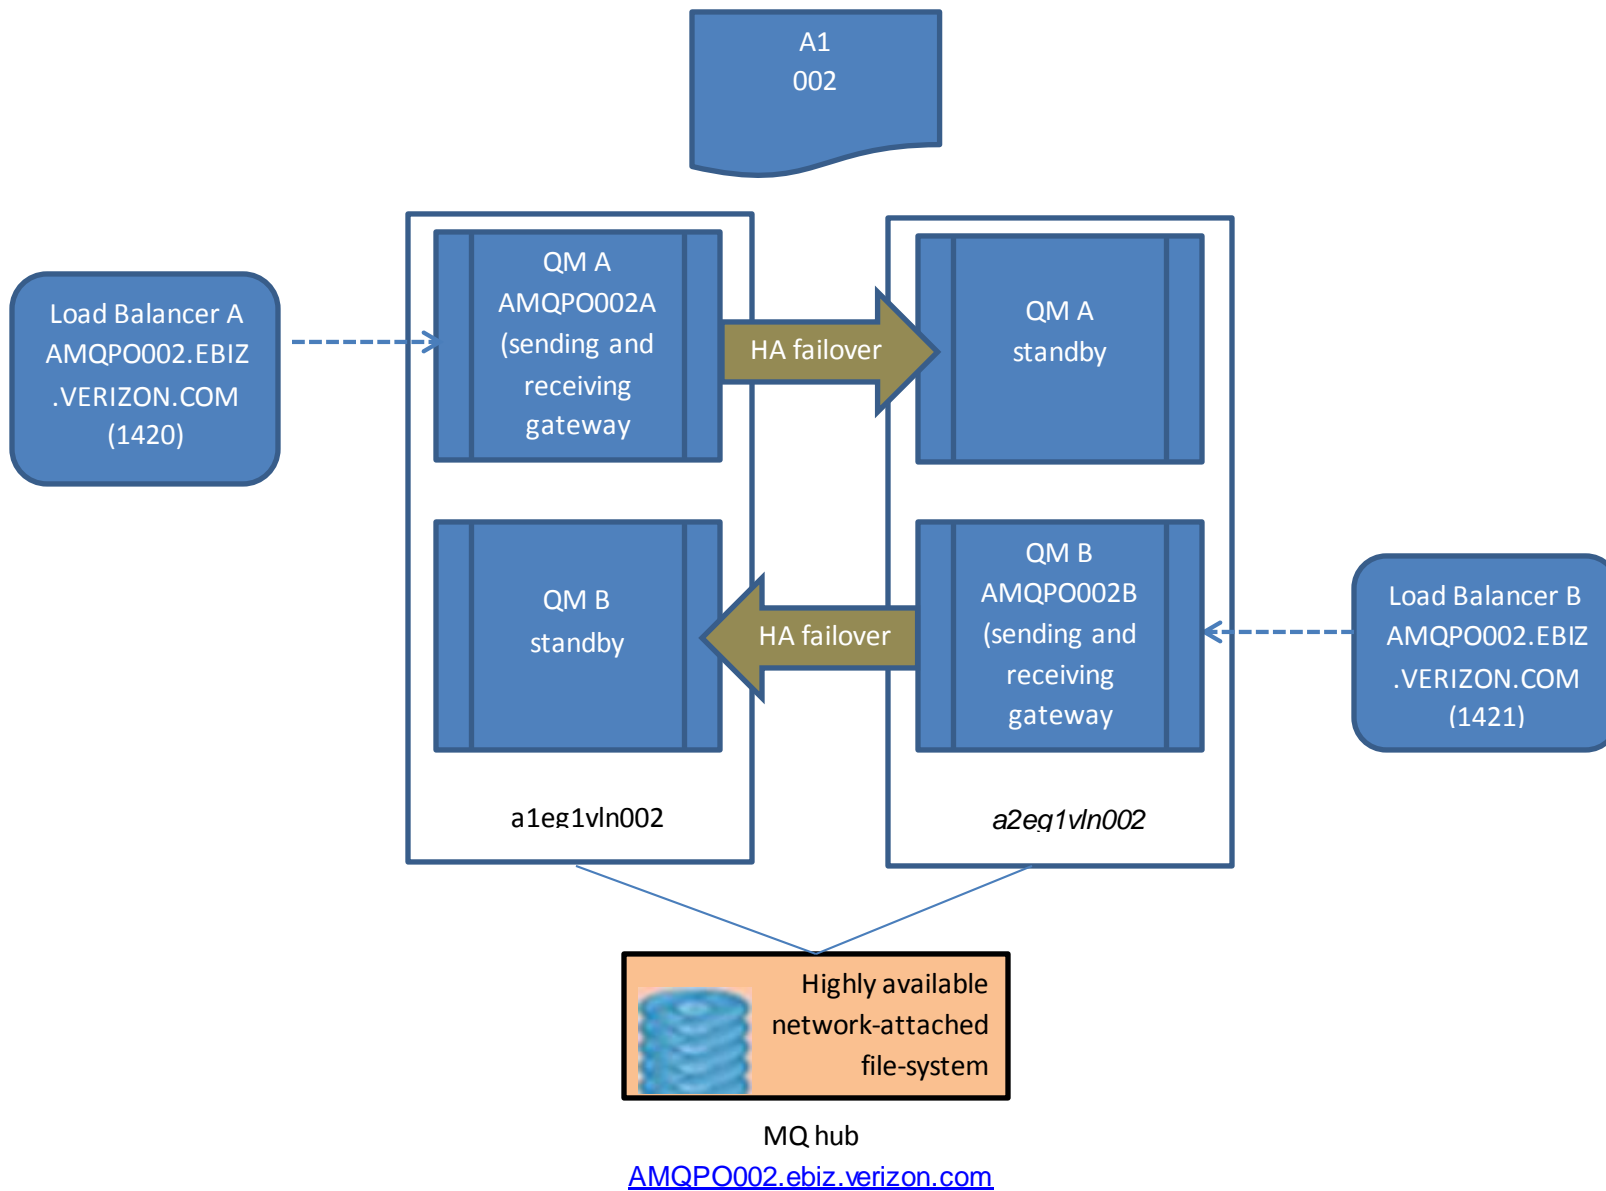 A1
002
Load Balancer A
AMQPO002.EBIZ
.VERIZON.COM
(1420)
QM A
AMQPO002A
(sending and
receiving
gateway
HA failover
QM A
standby
QM B
standby
HA failover
QM B
AMQPO002B
(sending and
receiving
gateway
Load Balancer B
AMQPO002.EBIZ
.VERIZON.COM
(1421)
a1eg1vln002
a2eg1vln002
Highly available
network-attached
file-system
MQ hub
AMQPO002.ebiz.verizon.com